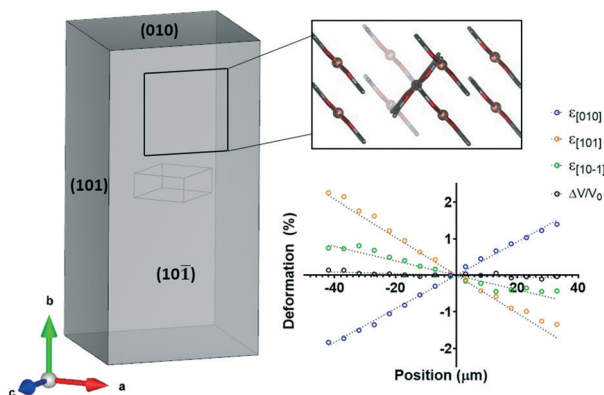 (010)
(101)
(101̅)
b
c
a
ε[010]
ε[101]
ε[10-1]
ΔV/V0
Deformation (%)
2
1
-1
-2
-40
-20
20
40
Position (μm)